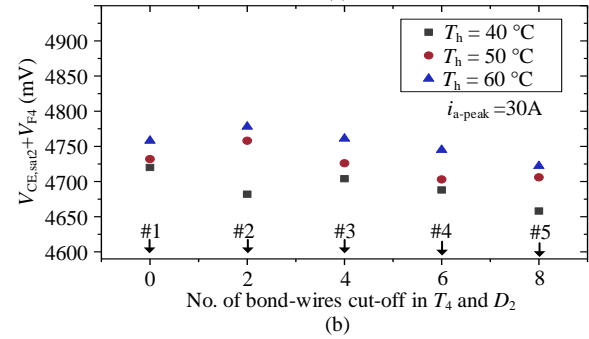 4950
4900
4850
4800
4750
4700
4650
4600
V_CE,sat2+V_F4 (mV)
T_h = 40 °C
T_h = 50 °C
T_h = 60 °C
i_a-peak =30A
#1 #2 #3 #4 #5
0 2 4 6 8
No. of bond-wires cut-off in T_4 and D_2
(b)